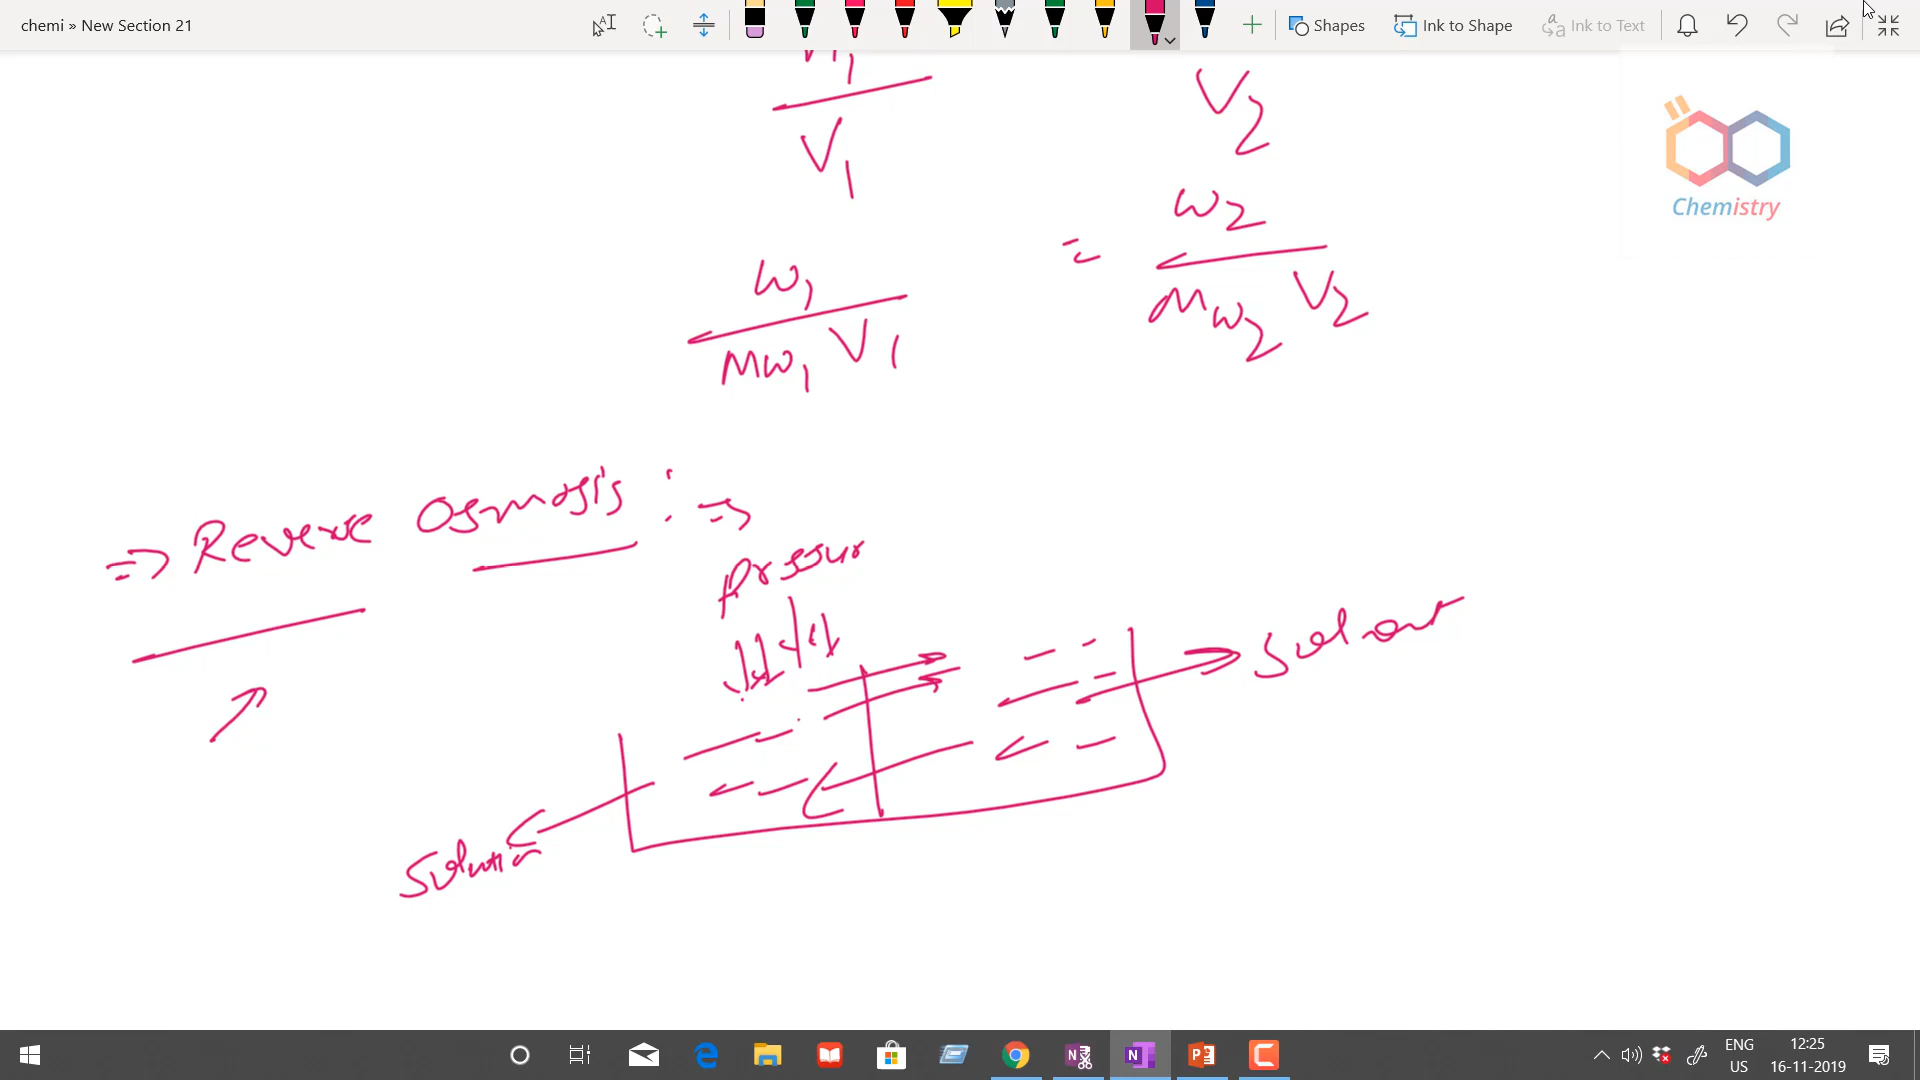 chemi » New Section 21
Shapes
Ink to Shape
Ink to Text
V1
V2
Chemistry
w1
MW1 V1
=
w2
Mw2 V2
=> Reverse Osmosis : =>
Pressur
Solvent
Solution
ENG
US
12:25
16-11-2019